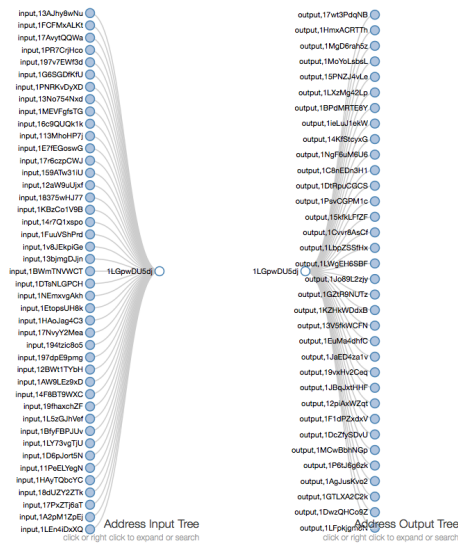 input,13AJhy8wNu
input,1FCFMxALKt
input,17AvytQQWa
input,1PR7CrjHco
input,197v7EWf3d
input,1G6SGDfKfU
input,1PNRKvDyXD
input,13No754Nxd
input,1MEVFgfsTG
input,16c9QUQk1k
input,113MhoHP7j
input,1E7fEGoswG
input,17r6czpCWJ
input,159ATw31iU
input,12aW9uUjxf
input,18375wHJ77
input,1KBzCo1V9B
input,14r7Q1xspo
input,1FuuVShPrd
input,1v8JEkpiGe
input,13bjmgDJjn
input,1BWmTNVWCT
input,1DTsNLGPCH
input,1NEmxvgAkh
input,1EtopsUH8k
input,1HAoJag4C3
input,17NvyY2Mea
input,194tzic8o5
input,197dpE9pmg
input,12BWt1TYbH
input,1AW9LEz9xD
input,14F8BT9WXC
input,19fhaxchZF
input,1L5zGJhVef
input,1BfyFBPJUv
input,1LY73vgTjU
input,1D6pJort5N
input,1PeELYegN
input,1HAyTQbcYC
input,18dUZY2ZTk
input,17PxZTj6aT
input,1A2pM1ZpEj
input,1LEn4iDxXQ
1LGpwDU5dj
Address Input Tree
click or right click to expand or search
output,17wt3PdqNB
output,1HmxACRTTh
output,1MgD6rah5z
output,1MoYoLsbsL
output,15PNZJ4vLe
output,1LXzMg42Lp
output,1BPdMRTE8Y
output,1ieLuJ1ekW
output,14KfStcyxG
output,1NgF6uM6U6
output,1C8nEDn3H1
output,1DtRpuCGCS
output,1PsvCGPM1c
output,15kfkLFfZF
output,1Cvvr6AsCf
output,1LbpZSSfHx
output,1LWgEH6SBF
1LGpwDU5dj
output,1Jo89L2zjy
output,1GZtR9NUTz
output,1KZHkWDdxB
output,13V5fkWCFN
output,1EuMa4dhfC
output,1JaED4za1v
output,19vxHv2Ceq
output,1JBqJxtHHF
output,12piAxWZqt
output,1F1dPZxdxV
output,1DcZfySDvU
output,1MCwBbhNGp
output,1P6tJ6g6zk
output,1AgJusKvo2
output,1GTLXA2C2k
output,1DwzQHCo9Z
Address Output Tree
click or right click to expand or search